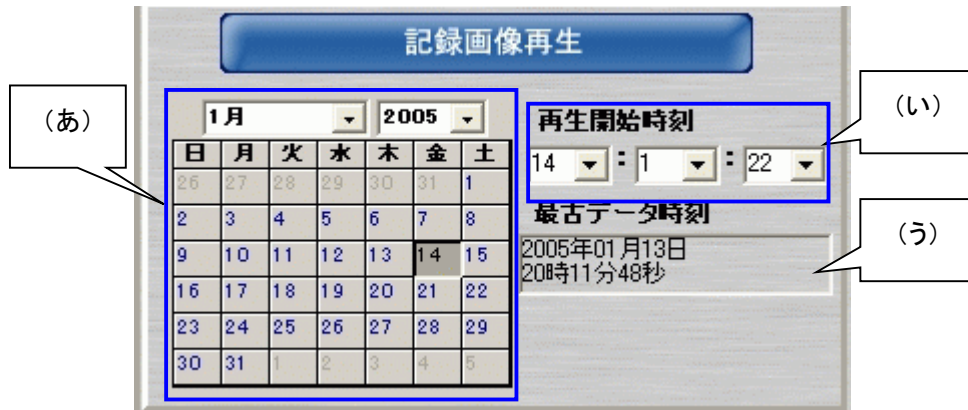 記録画像再生
(あ)
1月 2005
日 月 火 水 木 金 土
26 27 28 29 30 31 1
2 3 4 5 6 7 8
9 10 11 12 13 14 15
16 17 18 19 20 21 22
23 24 25 26 27 28 29
30 31 1 2 3 4 5
(い)
再生開始時刻
14 : 1 : 22
最古データ時刻
(う)
2005年01月13日
20時11分48秒